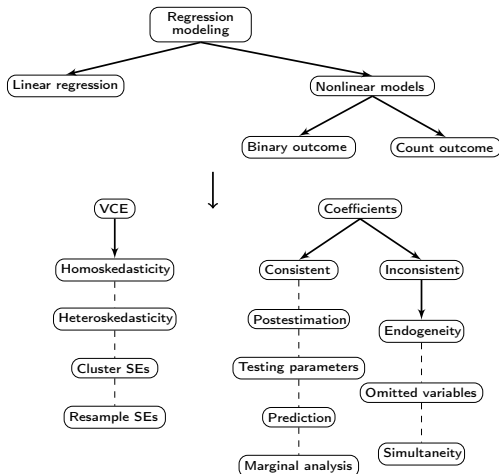 Regression
modeling
Linear regression
Nonlinear models
Binary outcome
Count outcome
VCE
Coefficients
Homoskedasticity
Consistent
Inconsistent
Heteroskedasticity
Postestimation
Endogeneity
Cluster SEs
Testing parameters
Omitted variables
Resample SEs
Prediction
Simultaneity
Marginal analysis